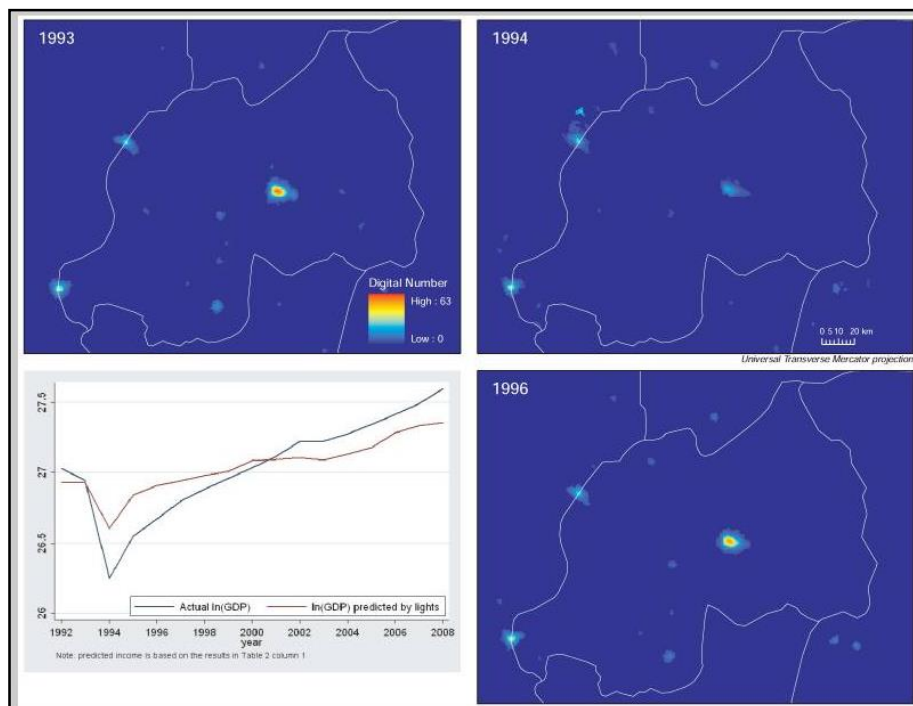 1993
Digital Number
High : 63
Low : 0
1994
0 5 10 20 km
Universal Transverse Mercator projection
27.5
27
26.5
26
1992 1994 1996 1998 2000 2002 2004 2006 2008
year
Actual ln(GDP) ln(GDP) predicted by lights
Note: predicted income is based on the results in Table 2 column 1
1996